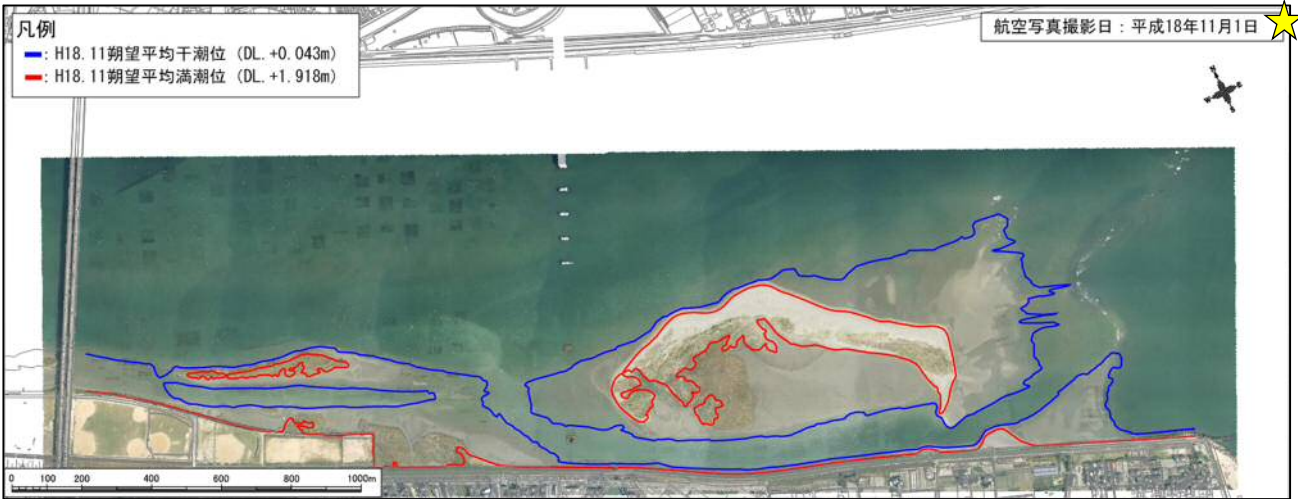 凡例
: H18.11朔望平均干潮位 (DL.+0.043m)
: H18.11朔望平均満潮位 (DL.+1.918m)
航空写真撮影日:平成18年11月1日
0 200 400 600 800 1000m